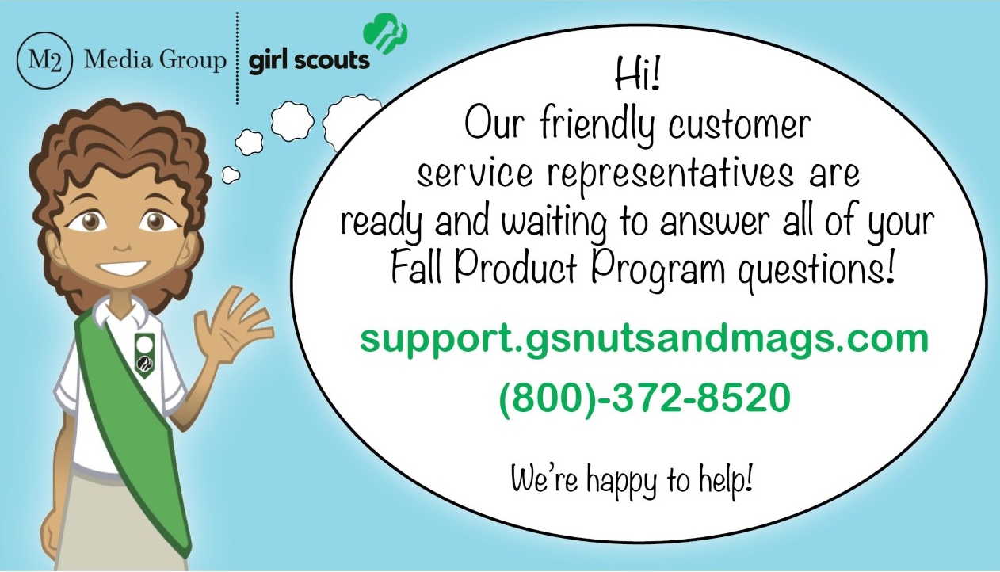 M2 Media Group
girl scouts
Hi!
Our friendly customer
service representatives are
ready and waiting to answer all of your
Fall Product Program questions!
support.gsnutsandmags.com
(800)-372-8520
We're happy to help!